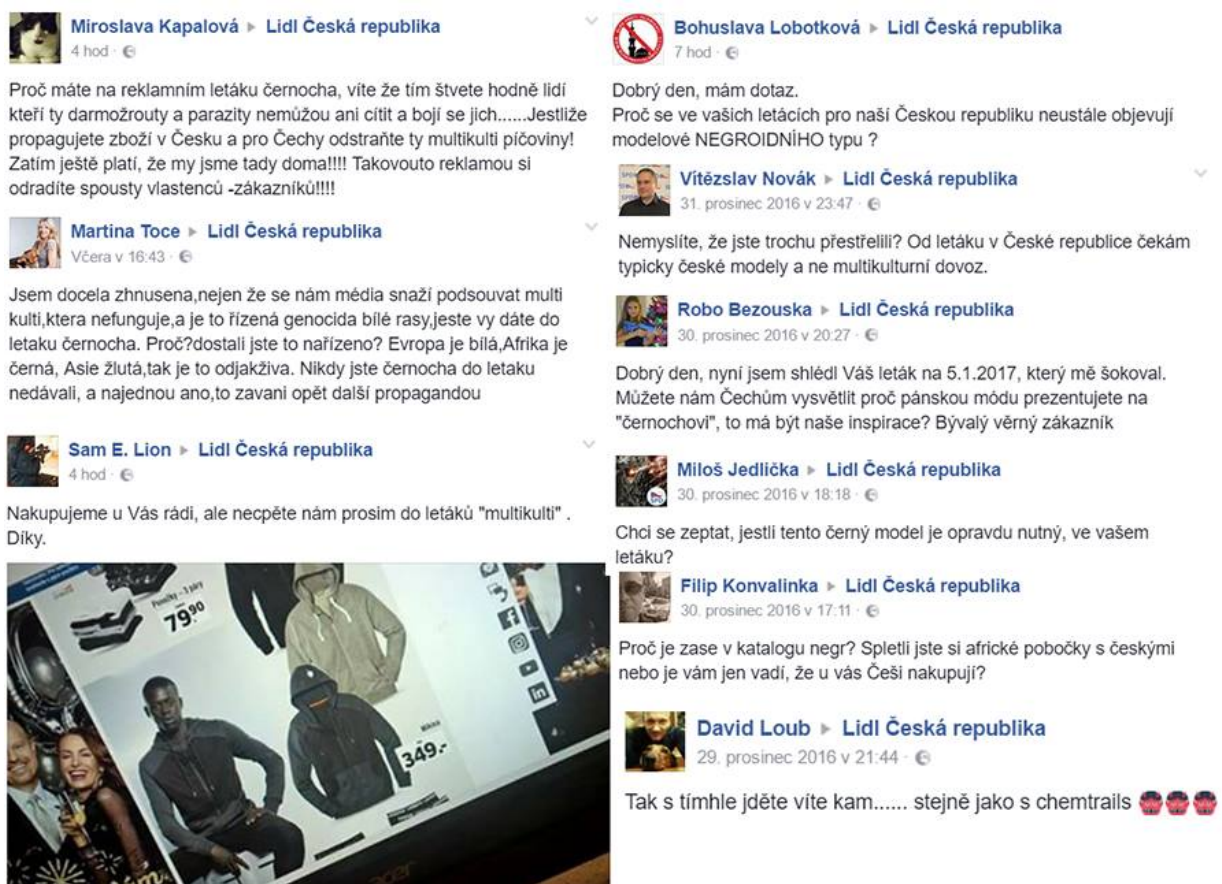 Miroslava Kapalová ▸ Lidl Česká republika
4 hod ·
Proč máte na reklamním letáku černocha, víte že tím štvete hodně lidí
kteří ty darmožrouty a parazity nemůžou ani cítit a bojí se jich......Jestliže
propagujete zboží v Česku a pro Čechy odstraňte ty multikulti píčoviny!
Zatím ještě platí, že my jsme tady doma!!!! Takovouto reklamou si
odradíte spousty vlastenců -zákazníků!!!!
Martina Toce ▸ Lidl Česká republika
Včera v 16:43 ·
Jsem docela zhnusena,nejen že se nám média snaží podsouvat multi
kulti,ktera nefunguje,a je to řízená genocida bílé rasy,jeste vy dáte do
letaku černocha. Proč?dostali jste to nařízeno? Evropa je bílá,Afrika je
černá, Asie žlutá,tak je to odjakživa. Nikdy jste černocha do letaku
nedávali, a najednou ano,to zavani opět další propagandou
Sam E. Lion ▸ Lidl Česká republika
4 hod ·
Nakupujeme u Vás rádi, ale necpěte nám prosim do letáků "multikulti" .
Díky.
Ponožky – 3 páry
79.90
Mikina
349.-
acer
Bohuslava Lobotková ▸ Lidl Česká republika
7 hod ·
Dobrý den, mám dotaz.
Proč se ve vašich letácích pro naší Českou republiku neustále objevují
modelové NEGROIDNÍHO typu ?
Vítězslav Novák ▸ Lidl Česká republika
31. prosinec 2016 v 23:47 ·
Nemyslíte, že jste trochu přestřelili? Od letáku v České republice čekám
typicky české modely a ne multikulturní dovoz.
Robo Bezouska ▸ Lidl Česká republika
30. prosinec 2016 v 20:27 ·
Dobrý den, nyní jsem shlédl Váš leták na 5.1.2017, který mě šokoval.
Můžete nám Čechům vysvětlit proč pánskou módu prezentujete na
"černochovi", to má být naše inspirace? Bývalý věrný zákazník
Miloš Jedlička ▸ Lidl Česká republika
30. prosinec 2016 v 18:18 ·
Chci se zeptat, jestli tento černý model je opravdu nutný, ve vašem
letáku?
Filip Konvalinka ▸ Lidl Česká republika
30. prosinec 2016 v 17:11 ·
Proč je zase v katalogu negr? Spletli jste si africké pobočky s českými
nebo je vám jen vadí, že u vás Češi nakupují?
David Loub ▸ Lidl Česká republika
29. prosinec 2016 v 21:44 ·
Tak s tímhle jděte víte kam...... stejně jako s chemtrails